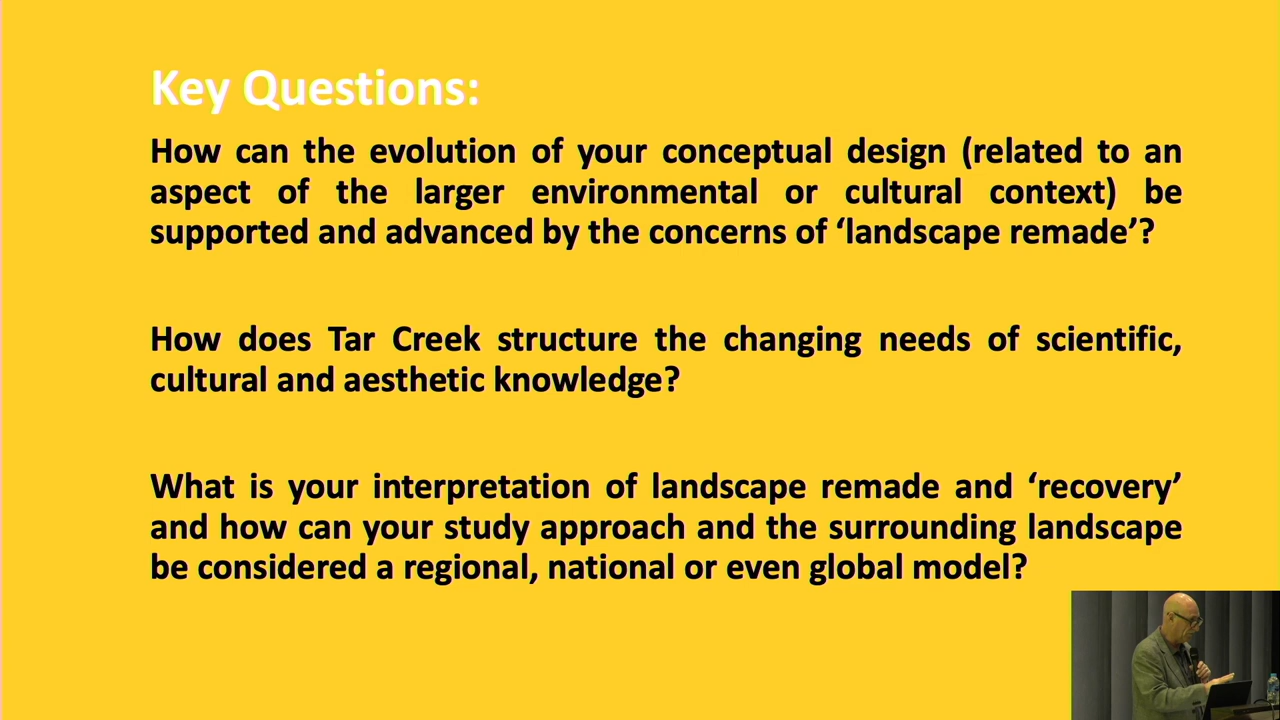 Key Questions:
How can the evolution of your conceptual design (related to an
aspect of the larger environmental or cultural context) be
supported and advanced by the concerns of ‘landscape remade’?
How does Tar Creek structure the changing needs of scientific,
cultural and aesthetic knowledge?
What is your interpretation of landscape remade and ‘recovery’
and how can your study approach and the surrounding landscape
be considered a regional, national or even global model?